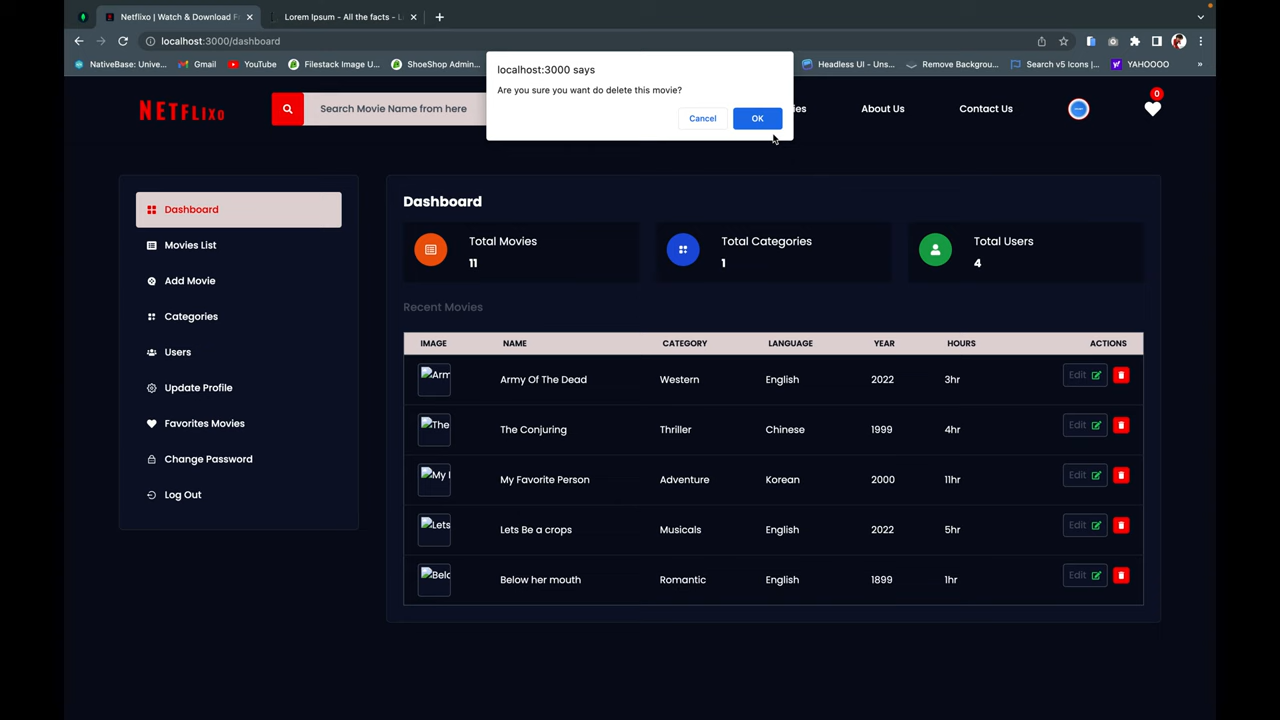 Netflixo | Watch & Download F
Lorem Ipsum - All the facts - L
localhost:3000/dashboard
NativeBase: Unive...
Gmail
YouTube
Filestack Image U...
ShoeShop Admin...
Headless UI - Uns...
Remove Backgrou...
Search v5 Icons |...
YAHOOOO
»
localhost:3000 says
Are you sure you want do delete this movie?
Cancel
OK
NETFLIXO
Search Movie Name from here
ies
About Us
Contact Us
0
Dashboard
Movies List
Add Movie
Categories
Users
Update Profile
Favorites Movies
Change Password
Log Out
Dashboard
Total Movies
11
Total Categories
1
Total Users
4
Recent Movies
IMAGE NAME CATEGORY LANGUAGE YEAR HOURS ACTIONS
Arm Army Of The Dead Western English 2022 3hr Edit
The The Conjuring Thriller Chinese 1999 4hr Edit
My My Favorite Person Adventure Korean 2000 11hr Edit
Lets Lets Be a crops Musicals English 2022 5hr Edit
Belo Below her mouth Romantic English 1899 1hr Edit